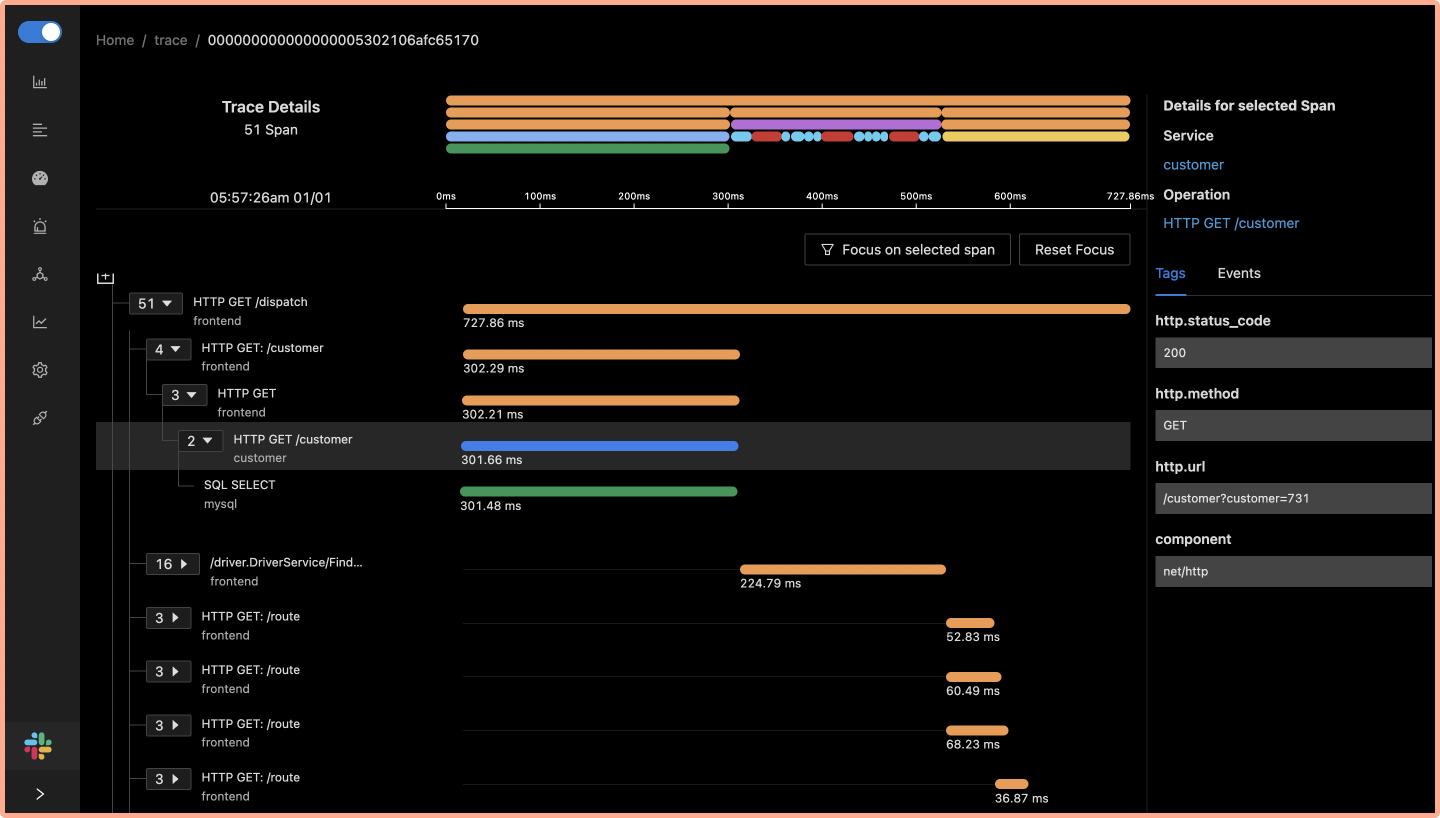 Home / trace / 000000000000000005302106afc65170
Trace Details
51 Span
05:57:26am 01/01
0ms 100ms 200ms 300ms 400ms 500ms 600ms 727.86ms
Focus on selected span
Reset Focus
51 HTTP GET /dispatch
frontend
727.86 ms
4 HTTP GET: /customer
frontend
302.29 ms
3 HTTP GET
frontend
302.21 ms
2 HTTP GET /customer
customer
301.66 ms
SQL SELECT
mysql
301.48 ms
16 /driver.DriverService/Find...
frontend
224.79 ms
3 HTTP GET: /route
frontend
52.83 ms
3 HTTP GET: /route
frontend
60.49 ms
3 HTTP GET: /route
frontend
68.23 ms
3 HTTP GET: /route
frontend
36.87 ms
Details for selected Span
Service
customer
Operation
HTTP GET /customer
Tags Events
http.status_code
200
http.method
GET
http.url
/customer?customer=731
component
net/http